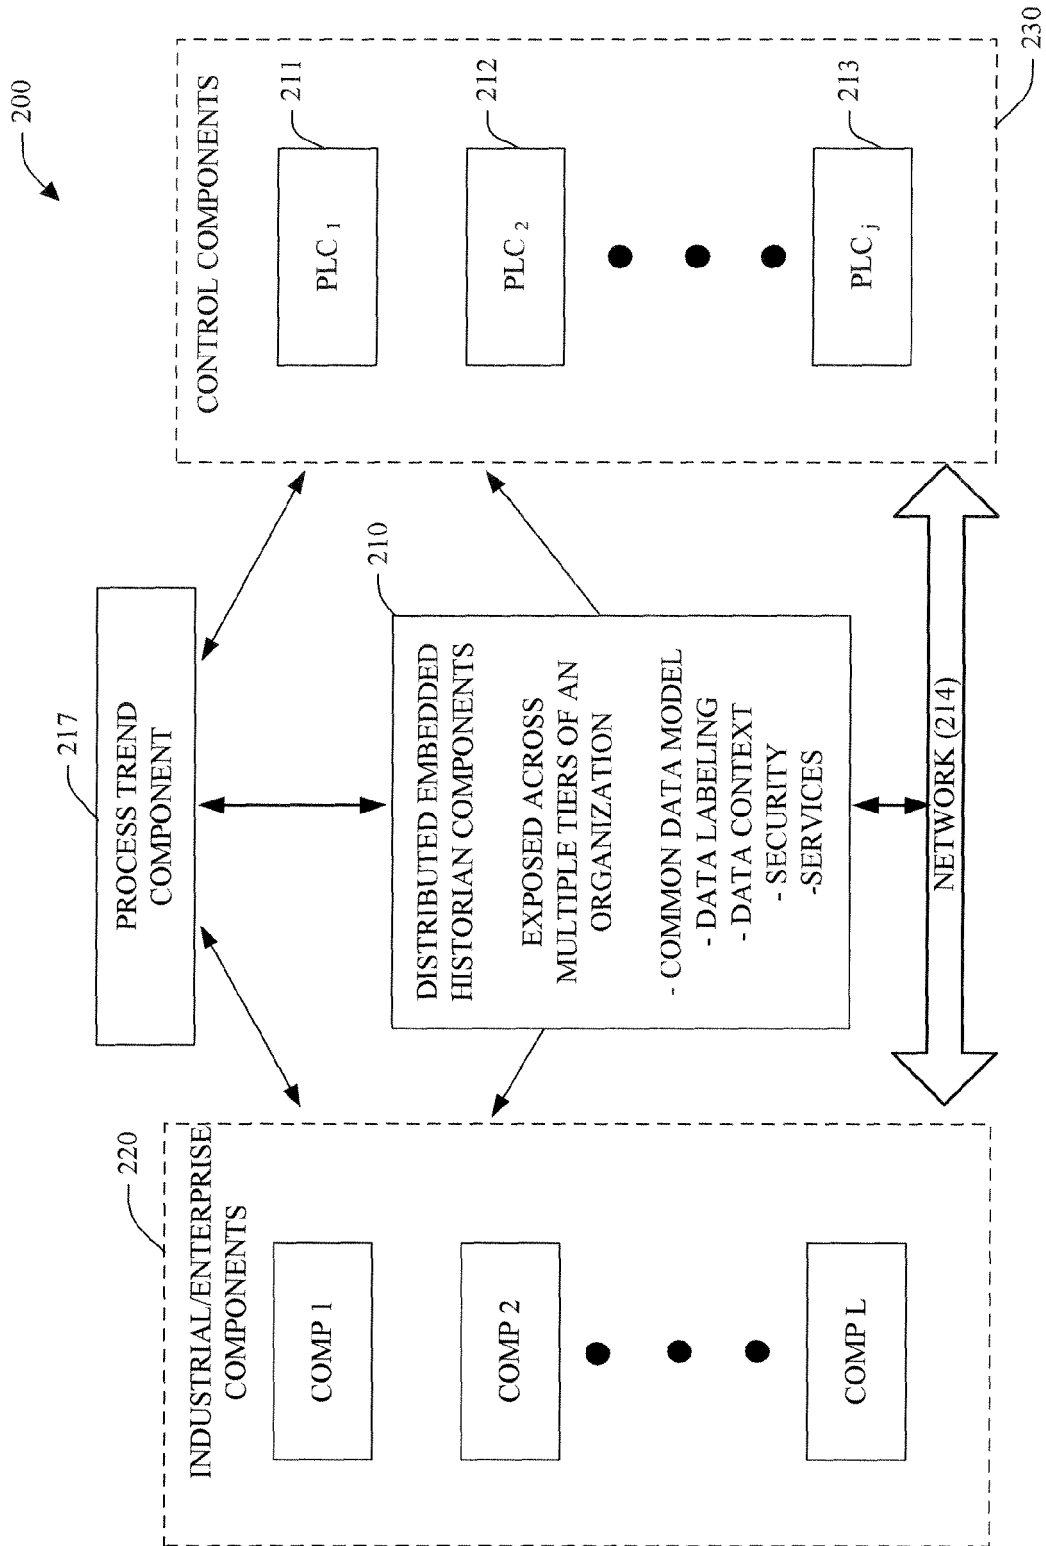 200
217
PROCESS TREND
COMPONENT
220
INDUSTRIAL/ENTERPRISE
COMPONENTS
COMP 1
COMP 2
COMP L
210
DISTRIBUTED EMBEDDED
HISTORIAN COMPONENTS
EXPOSED ACROSS
MULTIPLE TIERS OF AN
ORGANIZATION
- COMMON DATA MODEL
- DATA LABELING
- DATA CONTEXT
- SECURITY
-SERVICES
CONTROL COMPONENTS
PLC 1
211
PLC 2
212
PLC j
213
230
NETWORK (214)